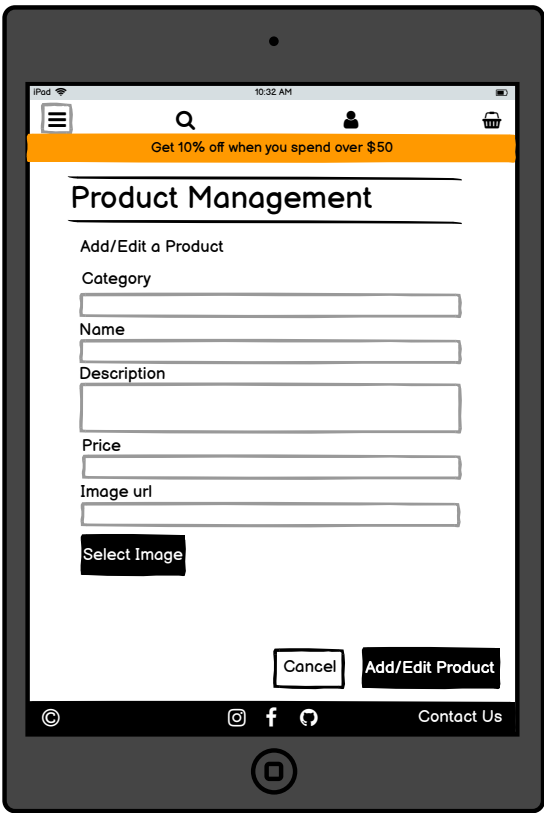 iPad 10:32 AM
Get 10% off when you spend over $50
Product Management
Add/Edit a Product
Category
Name
Description
Price
Image url
Select Image
Cancel Add/Edit Product
© Contact Us